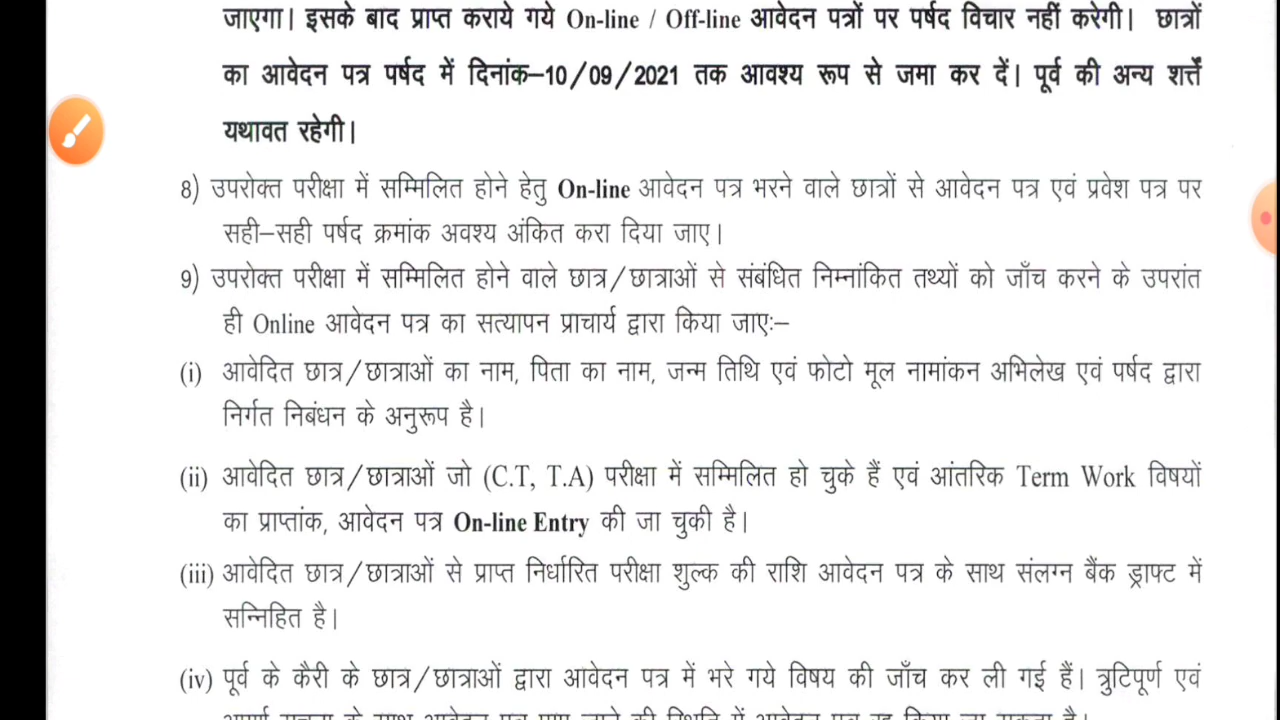 जाएगा। इसके बाद प्राप्त कराये गये On-line / Off-line आवेदन पत्रों पर पर्षद विचार नहीं करेगी। छात्रों
का आवेदन पत्र पर्षद में दिनांक–10/09/2021 तक आवश्य रूप से जमा कर दें। पूर्व की अन्य शर्त्तें
यथावत रहेगी।
8) उपरोक्त परीक्षा में सम्मिलित होने हेतु On-line आवेदन पत्र भरने वाले छात्रों से आवेदन पत्र एवं प्रवेश पत्र पर
सही–सही पर्षद क्रमांक अवश्य अंकित करा दिया जाए।
9) उपरोक्त परीक्षा में सम्मिलित होने वाले छात्र/छात्राओं से संबंधित निम्नांकित तथ्यों को जाँच करने के उपरांत
ही Online आवेदन पत्र का सत्यापन प्राचार्य द्वारा किया जाएः–
(i) आवेदित छात्र/छात्राओं का नाम, पिता का नाम, जन्म तिथि एवं फोटो मूल नामांकन अभिलेख एवं पर्षद द्वारा
निर्गत निबंधन के अनुरूप है।
(ii) आवेदित छात्र/छात्राओं जो (C.T, T.A) परीक्षा में सम्मिलित हो चुके हैं एवं आंतरिक Term Work विषयों
का प्राप्तांक, आवेदन पत्र On-line Entry की जा चुकी है।
(iii) आवेदित छात्र/छात्राओं से प्राप्त निर्धारित परीक्षा शुल्क की राशि आवेदन पत्र के साथ संलग्न बैंक ड्राफ्ट में
सन्निहित है।
(iv) पूर्व के कैरी के छात्र/छात्राओं द्वारा आवेदन पत्र में भरे गये विषय की जाँच कर ली गई हैं। त्रुटिपूर्ण एवं